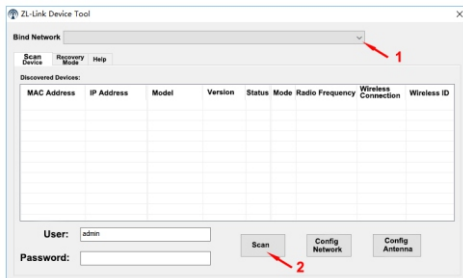 ZL-Link Device Tool
Bind Network
1
Scan Device Recovery Mode Help
Discovered Devices:
MAC Address IP Address Model Version Status Mode Radio Frequency Wireless Connection Wireless ID
User: admin
Password:
Scan Config Network Config Antenna
2